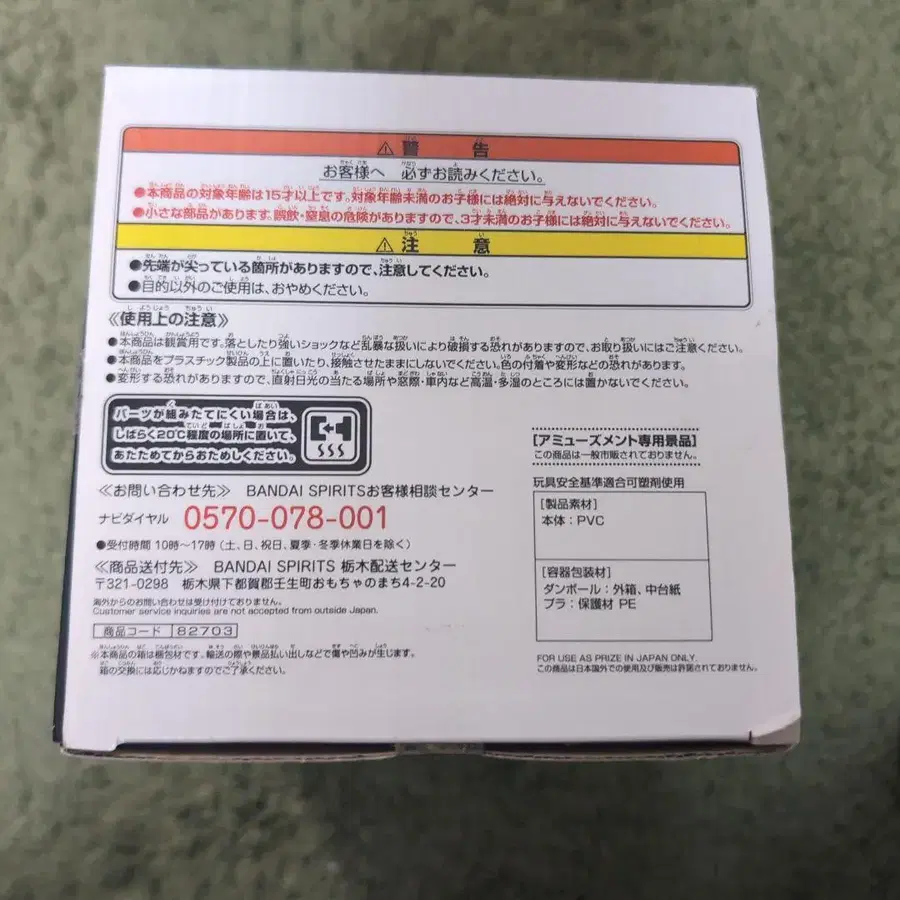 ⚠警告
お客様へ 必ずお読みください。
●本商品の対象年齢は15才以上です。対象年齢未満のお子様には絶対に与えないでください。
●小さな部品があります。誤飲・窒息の危険がありますので、3才未満のお子様には絶対に与えないでください。
⚠注意
●先端が尖っている箇所がありますので、注意してください。
●目的以外のご使用は、おやめください。
≪使用上の注意≫
●本商品は観賞用です。落としたり強いショックなど乱暴な扱いにより破損する恐れがありますので、お取り扱いにはご注意ください。
●本商品をプラスチック製品の上に置いたり、接触させたままにしないでください。色の付着や変形などの恐れがあります。
●変形する恐れがありますので、直射日光の当たる場所や窓際・車内など高温・多湿のところには置かないでください。
パーツが組みたてにくい場合は、
しばらく20℃程度の場所に置いて、
あたためてからおためしください。
≪お問い合わせ先≫ BANDAI SPIRITSお客様相談センター
ナビダイヤル 0570-078-001
●受付時間 10時〜17時(土、日、祝日、夏季・冬季休業日を除く)
≪商品送付先≫ BANDAI SPIRITS 栃木配送センター
〒321-0298 栃木県下都賀郡壬生町おもちゃのまち4-2-20
海外からのお問い合わせは受け付けておりません。
Customer service inquiries are not accepted from outside Japan.
商品コード 82703
※本商品の箱は梱包材です。輸送の際や景品払い出しなどで傷や凹みが生じます。
箱の交換には応じかねますのでご了承ください。
[アミューズメント専用景品]
この商品は一般市販されておりません。
玩具安全基準適合可塑剤使用
[製品素材]
本体:PVC
[容器包装材]
ダンボール:外箱、中台紙
プラ:保護材 PE
FOR USE AS PRIZE IN JAPAN ONLY.
この商品は日本国外での使用及び販売は許諾されておりません。